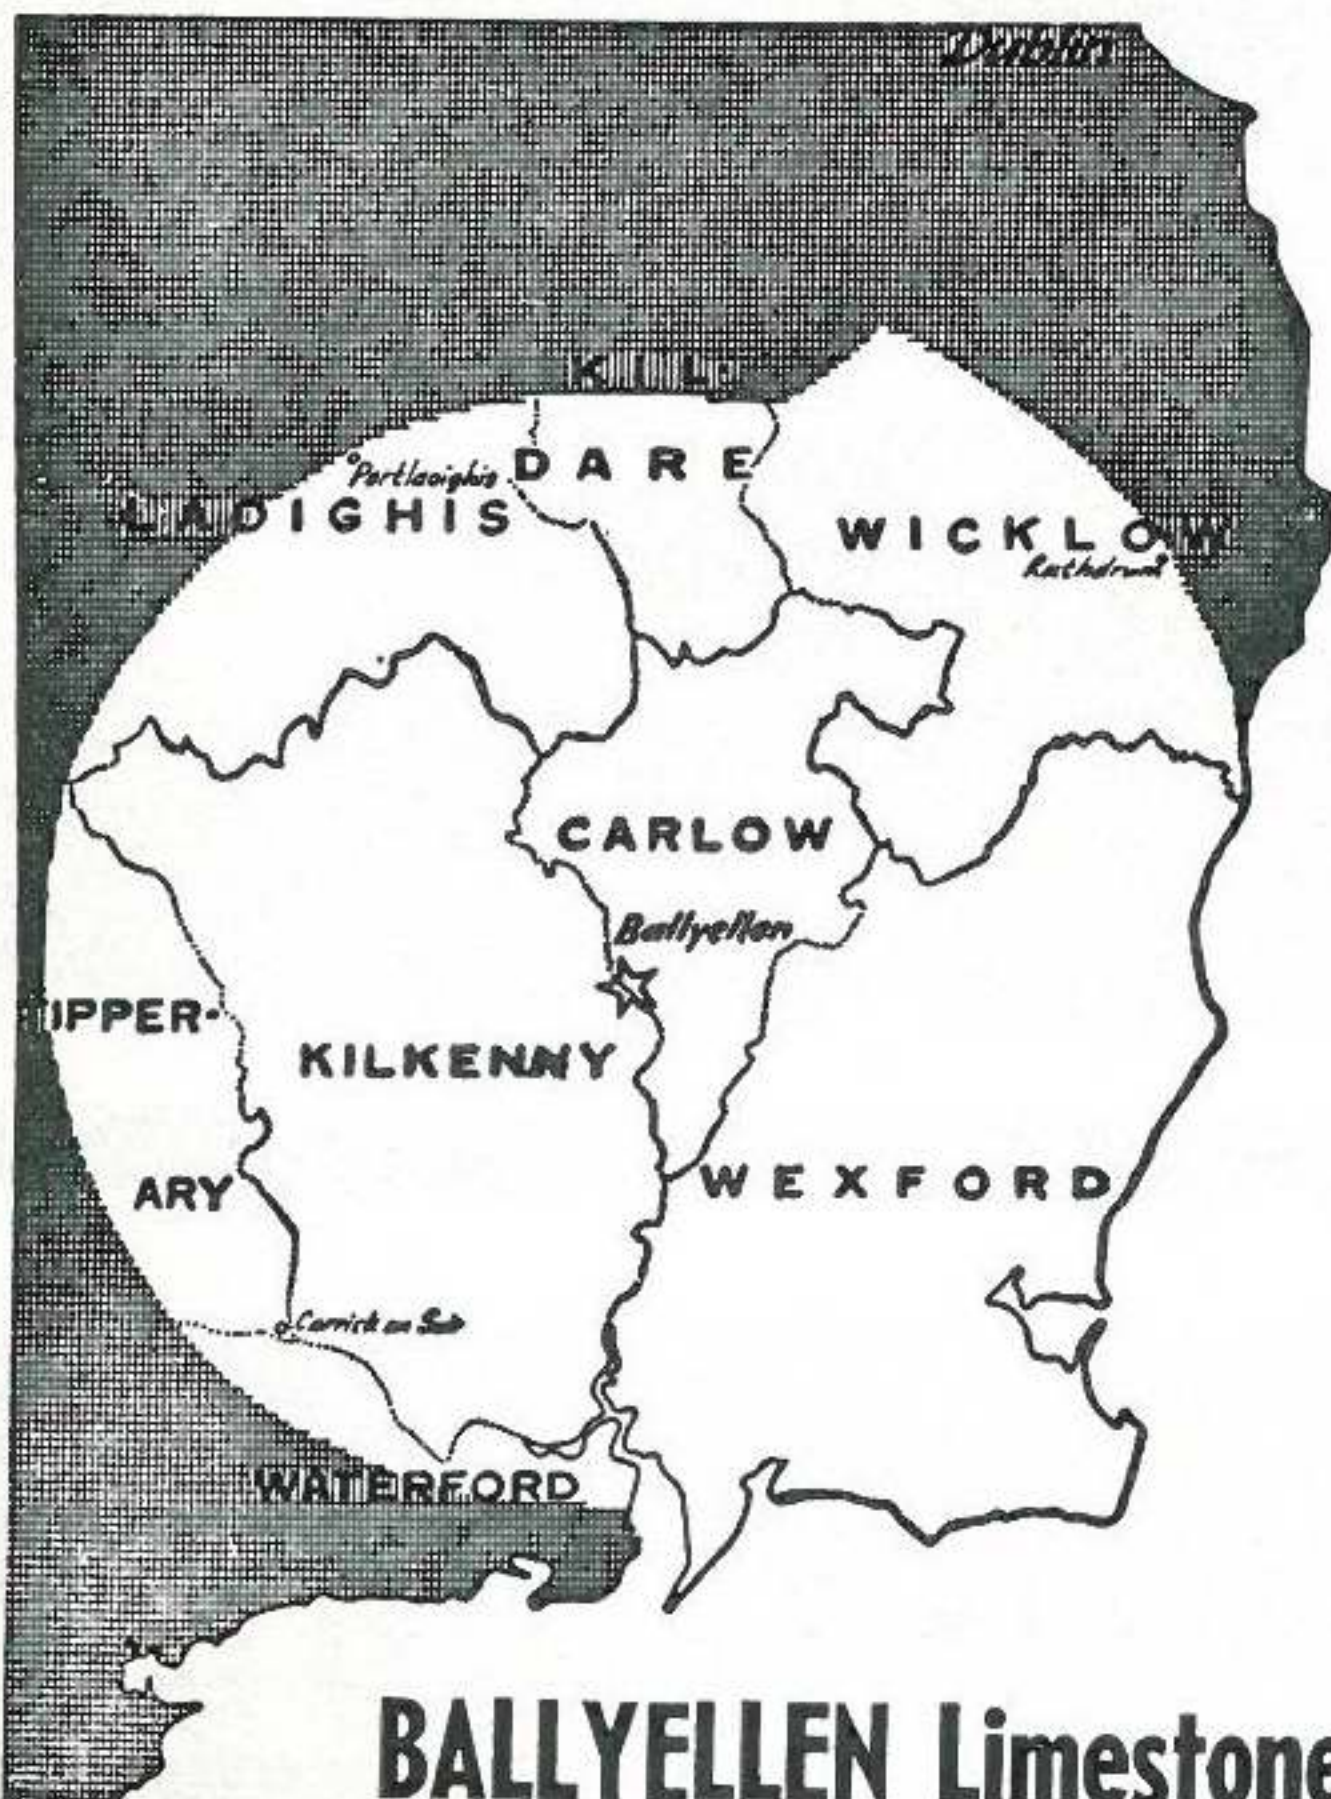 Dublin
KIL-
DARE
Portlaoighis
LAOIGHIS
WICKLOW
Rathdrum
CARLOW
Ballyellen
TIPPER-
KILKENNY
ARY
WEXFORD
Carrick on Suir
WATERFORD
BALLYELLEN Limestone